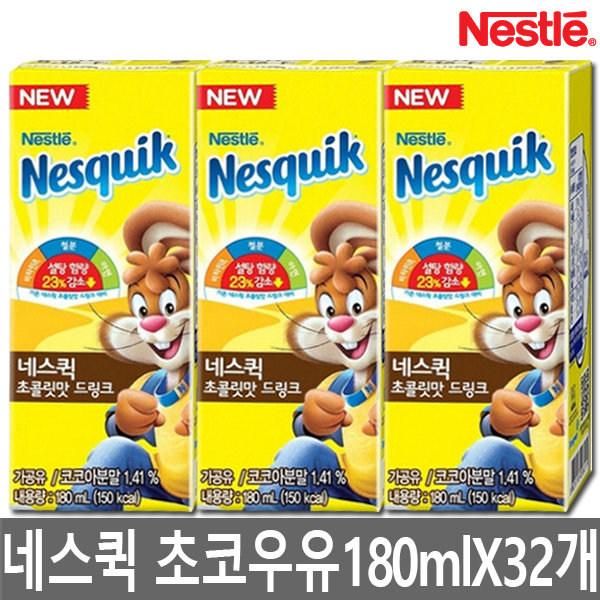 Nestlé
NEW
Nestlé
Nesquik
철분
설탕 함량
23% 감소
네스퀵
초콜릿맛 드링크
가공유 / 코코아분말 1.41 %
내용량 : 180 mL (150 kcal)
NEW
Nestlé
Nesquik
철분
설탕 함량
23% 감소
네스퀵
초콜릿맛 드링크
가공유 / 코코아분말 1.41 %
내용량 : 180 mL (150 kcal)
NEW
Nestlé
Nesquik
철분
설탕 함량
23% 감소
네스퀵
초콜릿맛 드링크
가공유 / 코코아분말 1.41 %
내용량 : 180 mL (150 kcal)
네스퀵 초코우유180mlX32개